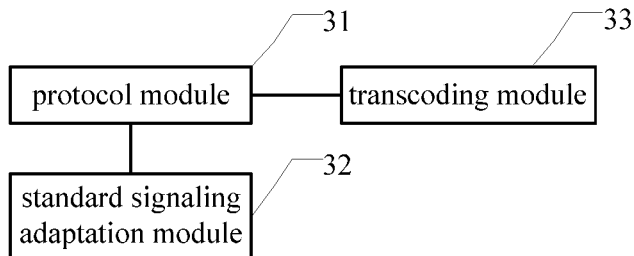 31
33
protocol module
transcoding module
32
standard signaling
adaptation module